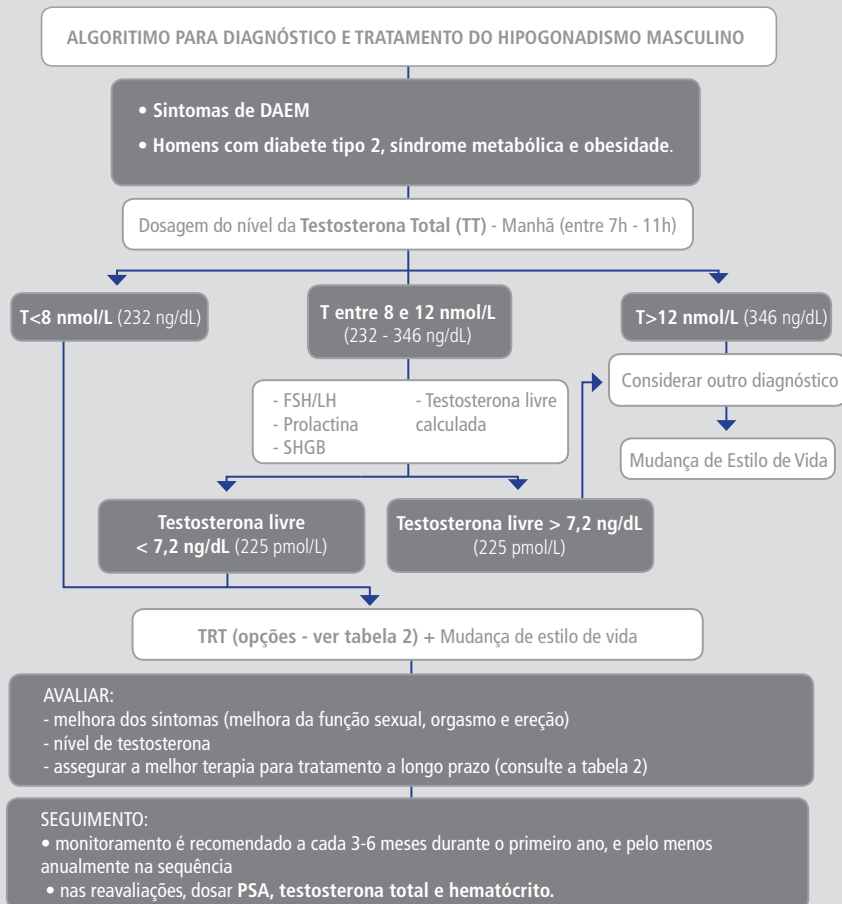 ALGORITIMO PARA DIAGNÓSTICO E TRATAMENTO DO HIPOGONADISMO MASCULINO
• Sintomas de DAEM
• Homens com diabete tipo 2, síndrome metabólica e obesidade.
Dosagem do nível da Testosterona Total (TT) - Manhã (entre 7h - 11h)
T<8 nmol/L (232 ng/dL)
T entre 8 e 12 nmol/L
(232 - 346 ng/dL)
T>12 nmol/L (346 ng/dL)
Considerar outro diagnóstico
Mudança de Estilo de Vida
- FSH/LH
- Prolactina
- SHGB
- Testosterona livre
calculada
Testosterona livre
< 7,2 ng/dL (225 pmol/L)
Testosterona livre > 7,2 ng/dL
(225 pmol/L)
TRT (opções - ver tabela 2) + Mudança de estilo de vida
AVALIAR:
- melhora dos sintomas (melhora da função sexual, orgasmo e ereção)
- nível de testosterona
- assegurar a melhor terapia para tratamento a longo prazo (consulte a tabela 2)
SEGUIMENTO:
• monitoramento é recomendado a cada 3-6 meses durante o primeiro ano, e pelo menos
anualmente na sequência
• nas reavaliações, dosar PSA, testosterona total e hematócrito.